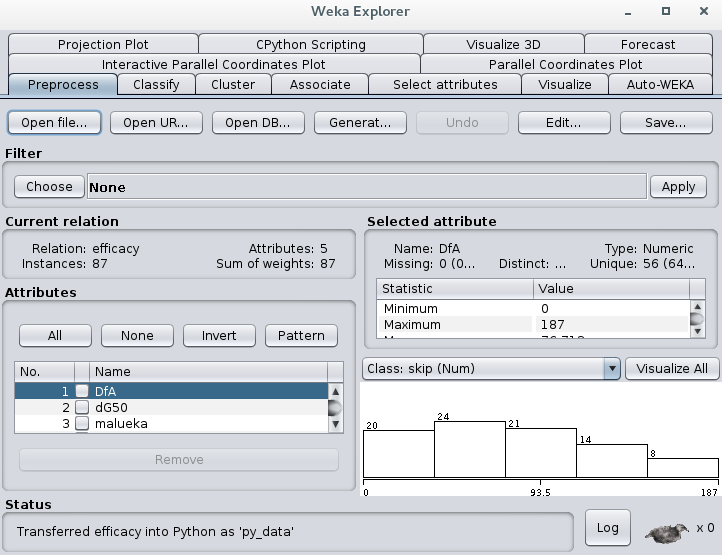 Weka Explorer
Projection Plot CPython Scripting Visualize 3D Forecast
Interactive Parallel Coordinates Plot Parallel Coordinates Plot
Preprocess Classify Cluster Associate Select attributes Visualize Auto-WEKA
Open file... Open UR... Open DB... Generat... Undo Edit... Save...
Filter
Choose None Apply
Current relation
Relation: efficacy Attributes: 5
Instances: 87 Sum of weights: 87
Attributes
All None Invert Pattern
No. Name
1 DfA
2 dG50
3 malueka
Remove
Selected attribute
Name: DfA Type: Numeric
Missing: 0 (0... Distinct: ... Unique: 56 (64...
Statistic Value
Minimum 0
Maximum 187
Class: skip (Num) Visualize All
20 24 21 14 8
0 93.5 187
Status
Transferred efficacy into Python as 'py_data'
Log x 0